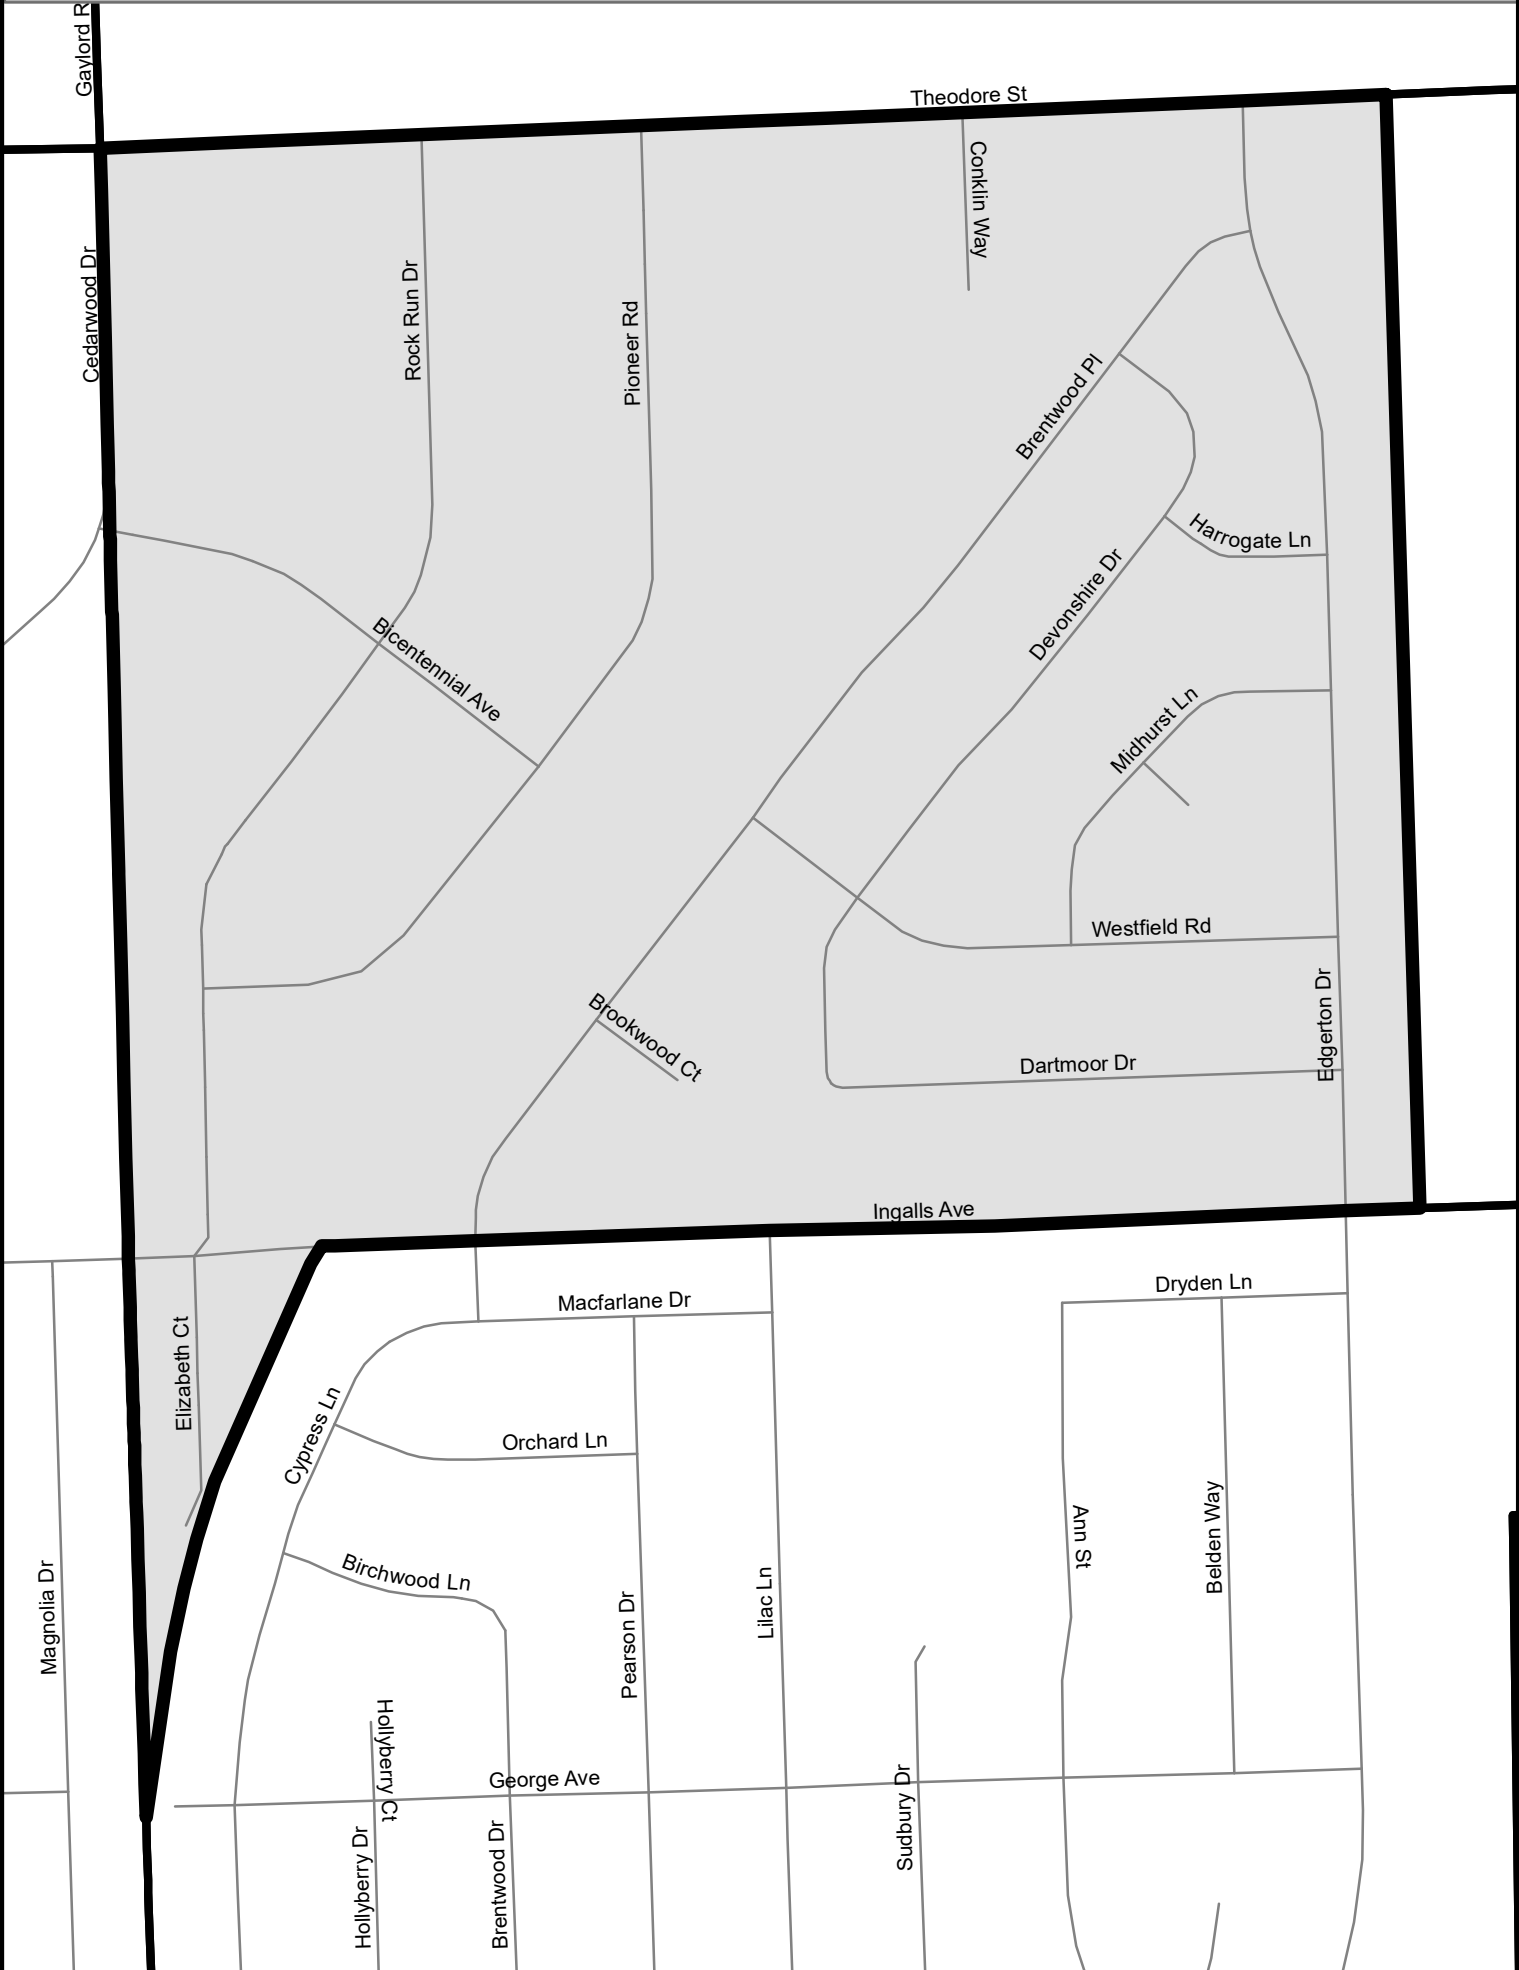 Gaylord R
Theodore St
Conklin Way
Cedarwood Dr
Rock Run Dr
Pioneer Rd
Brentwood Pl
Harrogate Ln
Devonshire Dr
Bicentennial Ave
Midhurst Ln
Westfield Rd
Edgerton Dr
Brookwood Ct
Dartmoor Dr
Ingalls Ave
Dryden Ln
Macfarlane Dr
Elizabeth Ct
Cypress Ln
Orchard Ln
Ann St
Belden Way
Birchwood Ln
Magnolia Dr
Pearson Dr
Lilac Ln
Hollyberry Ct
George Ave
Sudbury Dr
Hollyberry Dr
Brentwood Dr